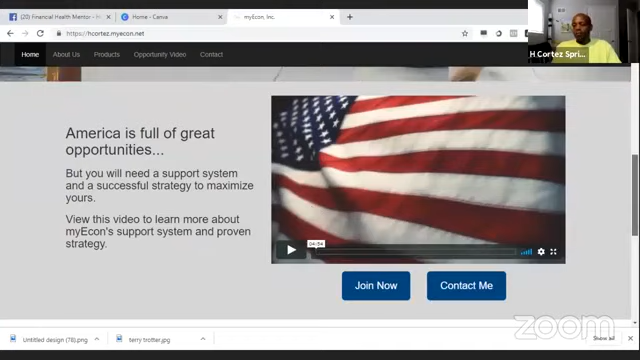 (20) Financial Health Mentor - H
Home - Canva
myEcon, Inc.
https://hcortez.myecon.net
H Cortez Spri...
Home
About Us
Products
Opportunity Video
Contact
America is full of great
opportunities...
But you will need a support system
and a successful strategy to maximize
yours.
View this video to learn more about
myEcon's support system and proven
strategy.
04:54
Join Now
Contact Me
Untitled design (78).png
terry trotter.jpg
Show all
zoom